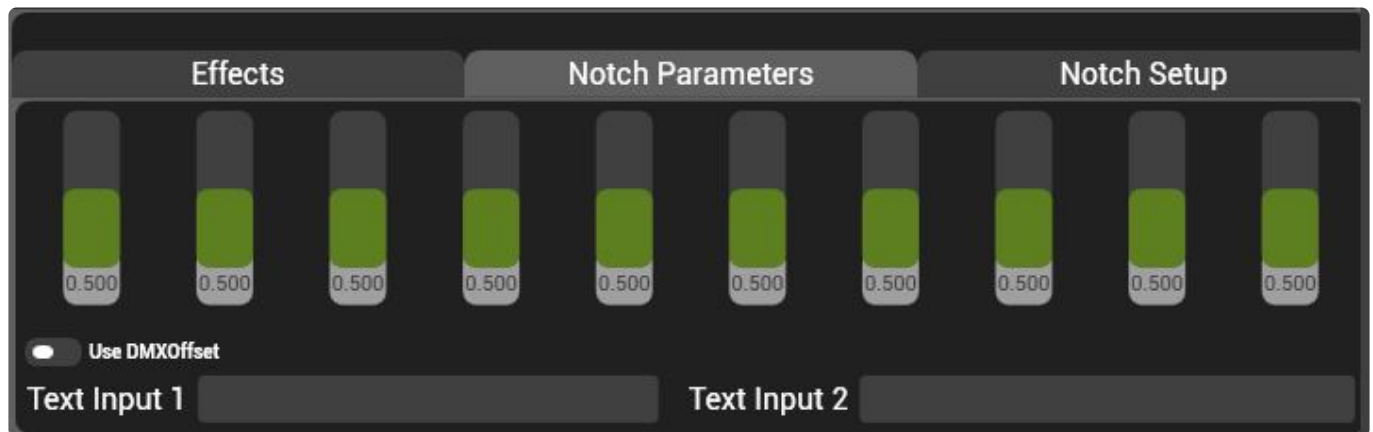 Effects Notch Parameters Notch Setup
0.500 0.500 0.500 0.500 0.500 0.500 0.500 0.500 0.500 0.500
Use DMXOffset
Text Input 1 Text Input 2